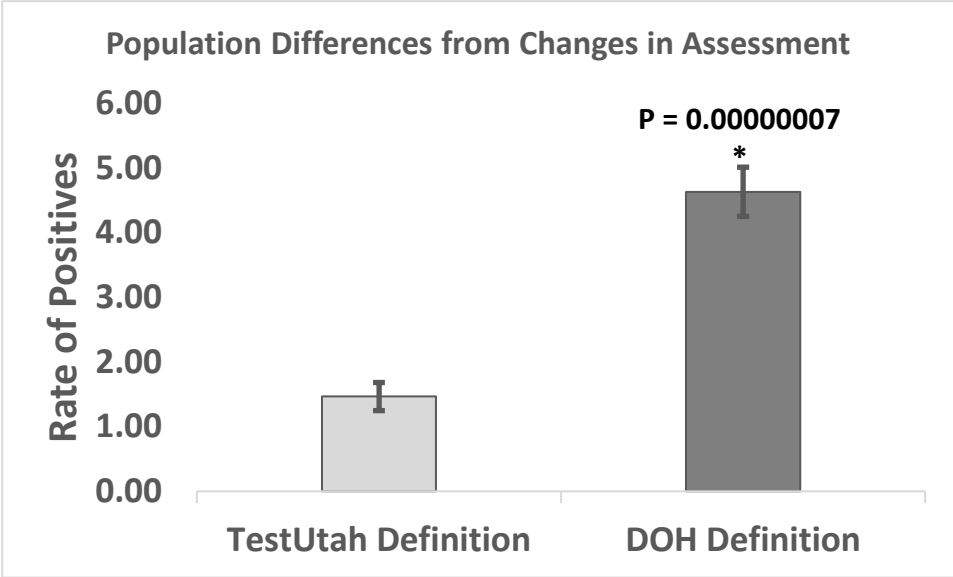 Population Differences from Changes in Assessment
Rate of Positives
6.00
5.00
4.00
3.00
2.00
1.00
0.00
P = 0.00000007
*
TestUtah Definition
DOH Definition